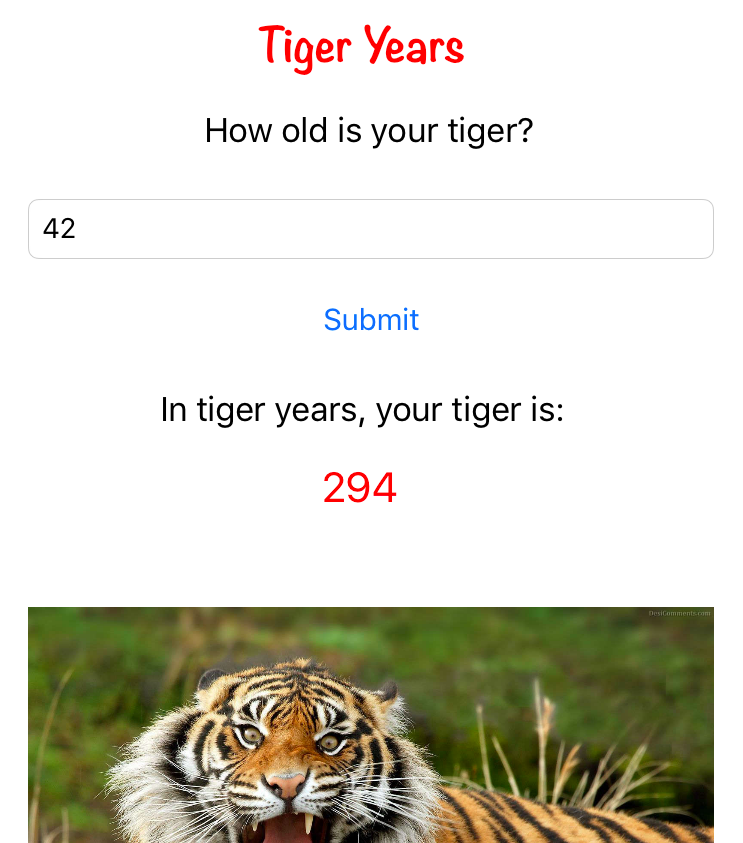 Tiger Years
How old is your tiger?
42
Submit
In tiger years, your tiger is:
294
DesiComments.com